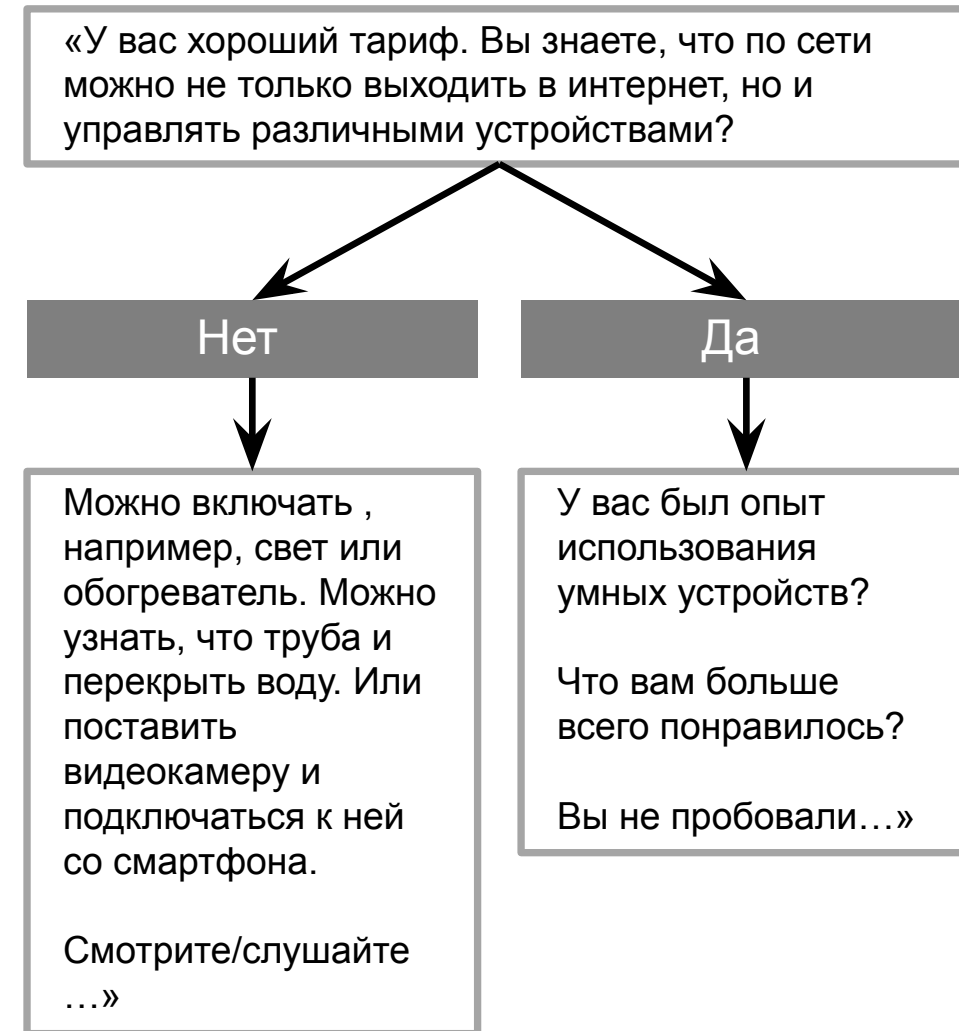 «У вас хороший тариф. Вы знаете, что по сети
можно не только выходить в интернет, но и
управлять различными устройствами?
Нет
Да
Можно включать ,
например, свет или
обогреватель. Можно
узнать, что труба и
перекрыть воду. Или
поставить
видеокамеру и
подключаться к ней
со смартфона.
Смотрите/слушайте
…»
У вас был опыт
использования
умных устройств?
Что вам больше
всего понравилось?
Вы не пробовали…»